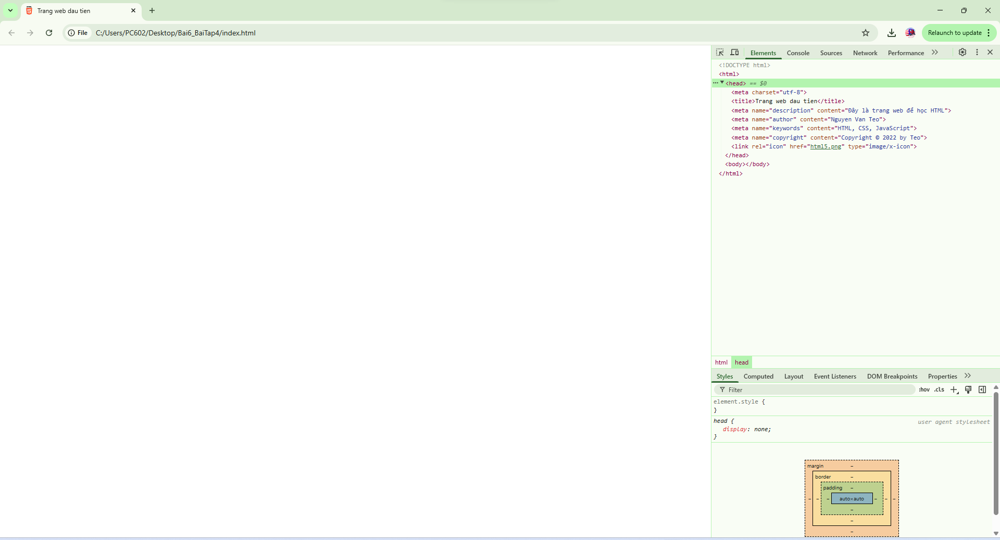 Trang web dau tien
File C:/Users/PC602/Desktop/Bai6_BaiTap4/index.html Relaunch to update
Elements Console Sources Network Performance
<!DOCTYPE html>
<html>
<head> == $0
<meta charset="utf-8">
<title>Trang web dau tien</title>
<meta name="description" content="Đây là trang web để học HTML">
<meta name="author" content="Nguyen Van Teo">
<meta name="keywords" content="HTML, CSS, JavaScript">
<meta name="copyright" content="Copyright © 2022 by Teo">
<link rel="icon" href="html5.png" type="image/x-icon">
</head>
<body></body>
</html>
html head
Styles Computed Layout Event Listeners DOM Breakpoints Properties
Filter :hov .cls
element.style {
}
head { user agent stylesheet
display: none;
}
margin –
border –
padding –
– – – auto×auto – – –
–
–
–